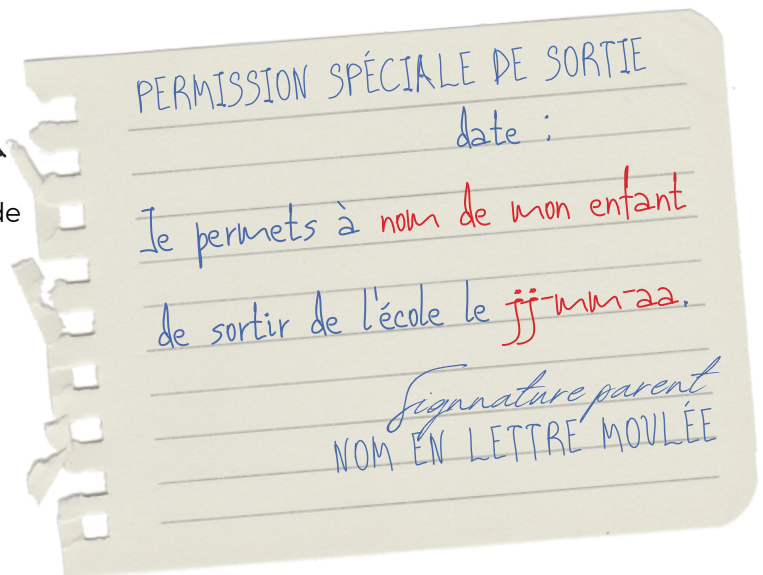 PERMISSION SPÉCIALE DE SORTIE
date :
de
Je permets à nom de mon enfant
de sortir de l'école le jj-mm-aa.
Signnature parent
NOM EN LETTRE MOULÉE